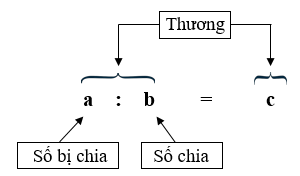 Thương
a : b = c
Số bị chia Số chia